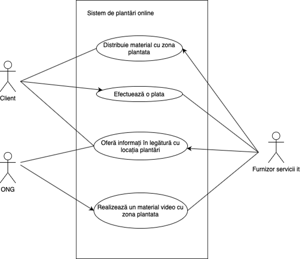 Sistem de plantări online
Distribuie material cu zona
plantata
Efectuează o plata
Client
Oferă informați în legătură cu
locația plantări
Furnizor servicii it
ONG
Realizează un material video cu
zona plantata